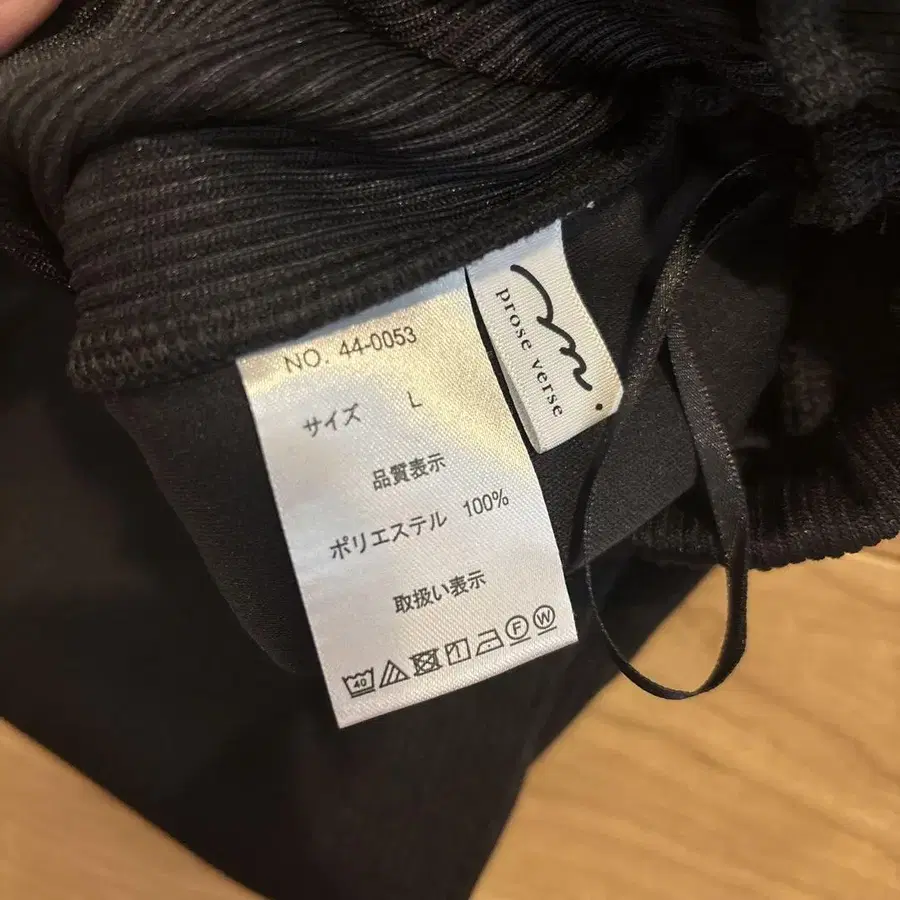 NO. 44-0053
サイズ L
品質表示
ポリエステル 100%
取扱い表示
40 F W
prose verse